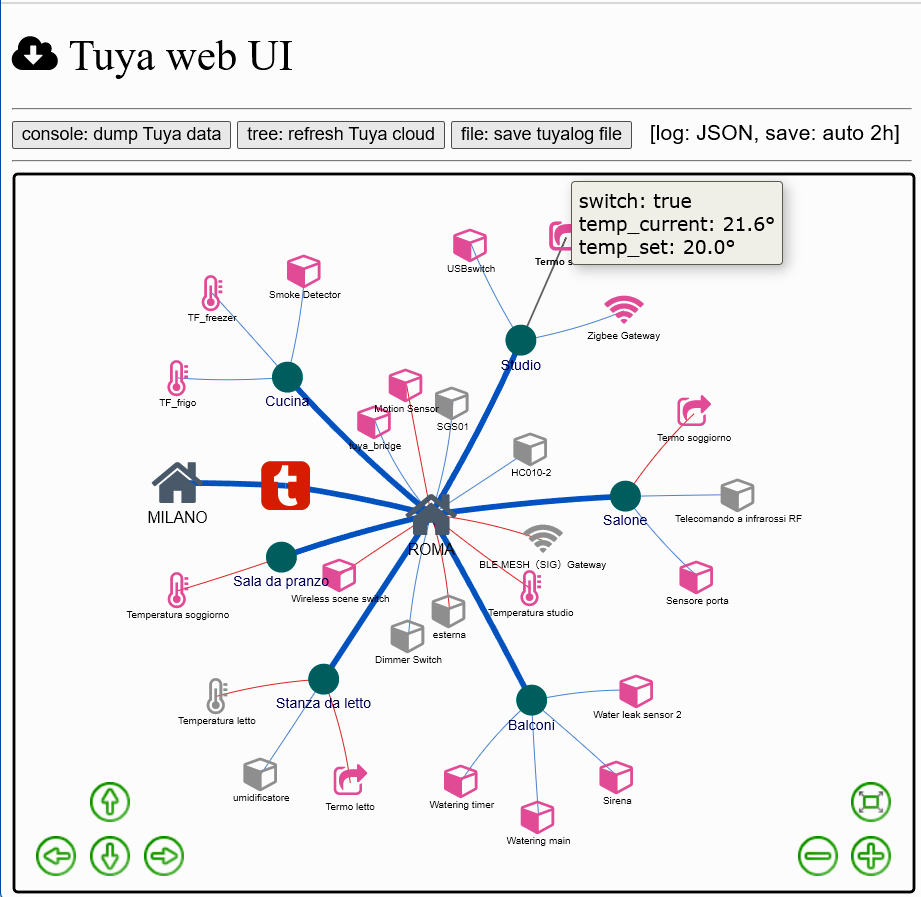 Tuya web UI
console: dump Tuya data
tree: refresh Tuya cloud
file: save tuyalog file
[log: JSON, save: auto 2h]
switch: true
temp_current: 21.6°
temp_set: 20.0°
USBswitch
Termo s
Smoke Detector
TF_freezer
Zigbee Gateway
Studio
TF_frigo
Cucina
Motion Sensor
SGS01
tuya_bridge
Termo soggiorno
HC010-2
t
MILANO
Salone
Telecomando a infrarossi RF
ROMA
BLE MESH（SIG）Gateway
Sala da pranzo
Wireless scene switch
Sensore porta
Temperatura soggiorno
Temperatura studio
esterna
Dimmer Switch
Stanza da letto
Temperatura letto
Water leak sensor 2
Balconi
umidificatore
Termo letto
Watering timer
Sirena
Watering main